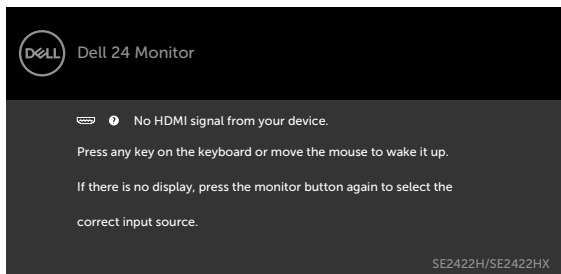 DELL
Dell 24 Monitor
? No HDMI signal from your device.
Press any key on the keyboard or move the mouse to wake it up.
If there is no display, press the monitor button again to select the
correct input source.
SE2422H/SE2422HX